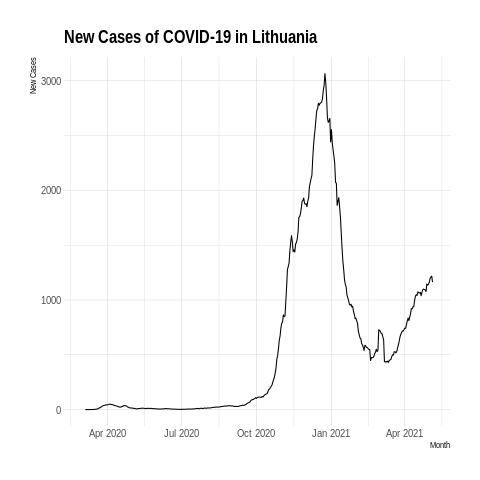 New Cases of COVID-19 in Lithuania
New Cases
3000
2000
1000
0
Apr 2020 Jul 2020 Oct 2020 Jan 2021 Apr 2021
Month